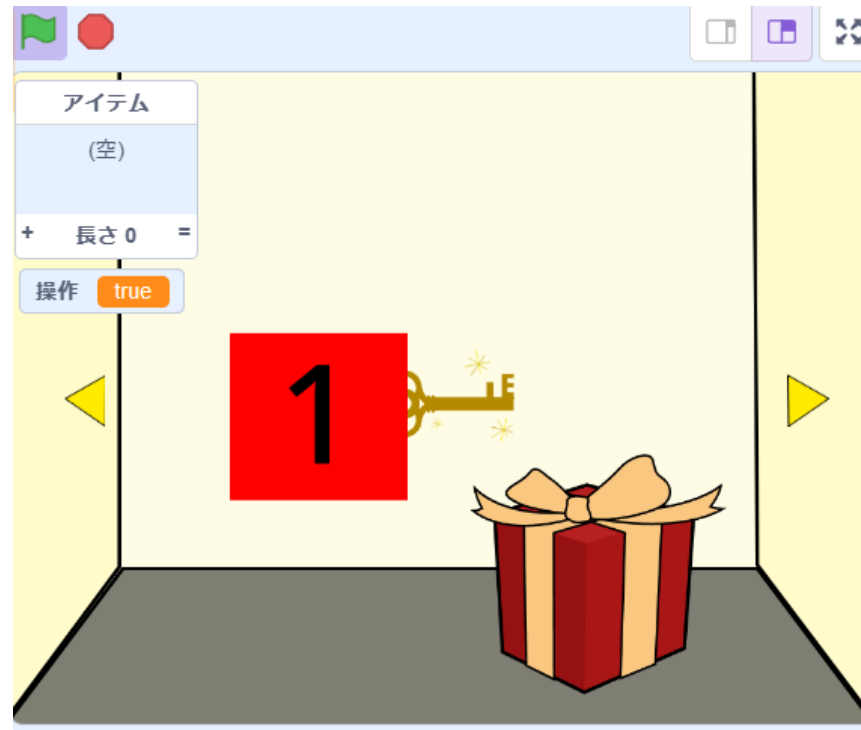 アイテム
(空)
+ 長さ 0 =
操作 true
1